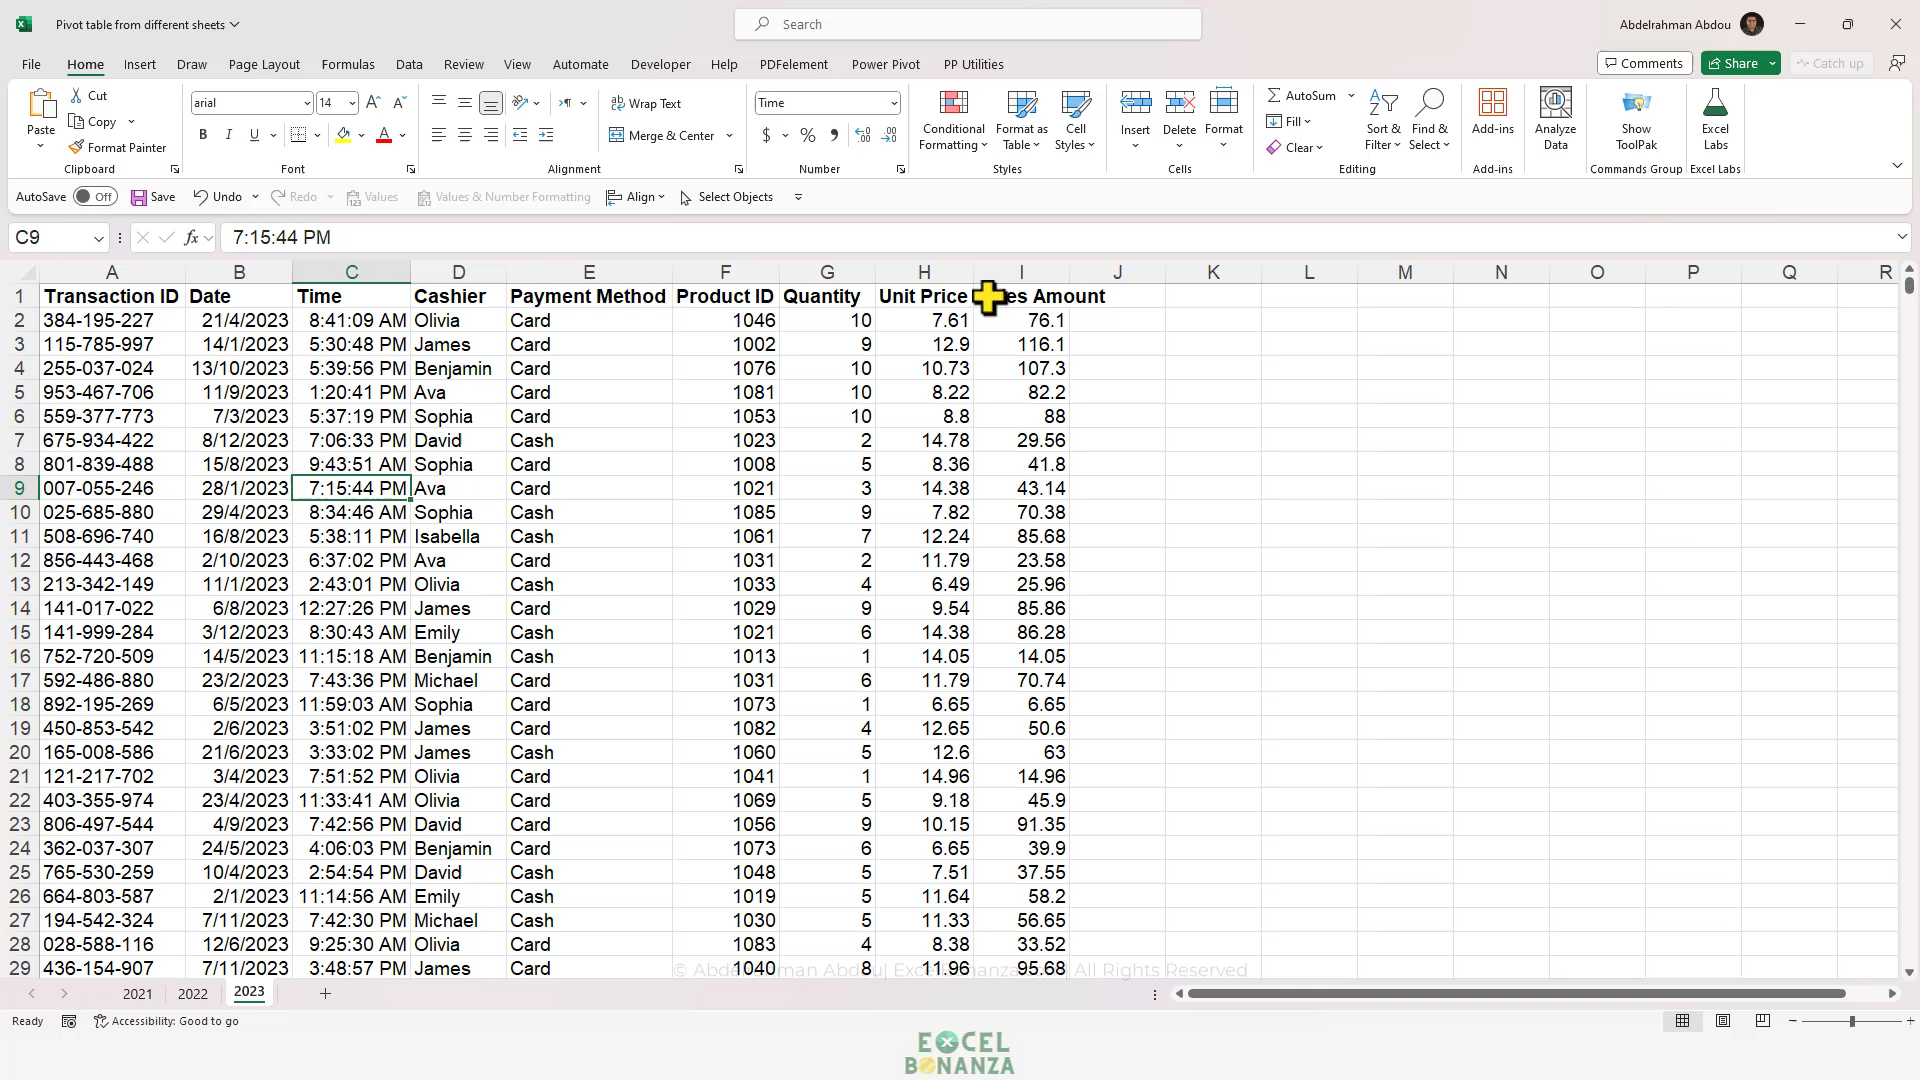 Pivot table from different sheets
Search
Abdelrahman Abdou
File Home Insert Draw Page Layout Formulas Data Review View Automate Developer Help PDFelement Power Pivot PP Utilities
Comments Share Catch up
Paste Cut Copy Format Painter Clipboard
arial 14 B I U A Font
Wrap Text Merge & Center Alignment
Time $ % Number
Conditional Formatting Format as Table Cell Styles Styles
Insert Delete Format Cells
AutoSum Fill Clear Sort & Filter Find & Select Editing
Add-ins Add-ins
Analyze Data
Show ToolPak Commands Group
Excel Labs Excel Labs
AutoSave Off Save Undo Redo Values Values & Number Formatting Align Select Objects
C9 fx 7:15:44 PM
A B C D E F G H I J K L M N O P Q R
1 Transaction ID Date Time Cashier Payment Method Product ID Quantity Unit Price es Amount
2 384-195-227 21/4/2023 8:41:09 AM Olivia Card 1046 10 7.61 76.1
3 115-785-997 14/1/2023 5:30:48 PM James Card 1002 9 12.9 116.1
4 255-037-024 13/10/2023 5:39:56 PM Benjamin Card 1076 10 10.73 107.3
5 953-467-706 11/9/2023 1:20:41 PM Ava Card 1081 10 8.22 82.2
6 559-377-773 7/3/2023 5:37:19 PM Sophia Card 1053 10 8.8 88
7 675-934-422 8/12/2023 7:06:33 PM David Cash 1023 2 14.78 29.56
8 801-839-488 15/8/2023 9:43:51 AM Sophia Card 1008 5 8.36 41.8
9 007-055-246 28/1/2023 7:15:44 PM Ava Card 1021 3 14.38 43.14
10 025-685-880 29/4/2023 8:34:46 AM Sophia Cash 1085 9 7.82 70.38
11 508-696-740 16/8/2023 5:38:11 PM Isabella Cash 1061 7 12.24 85.68
12 856-443-468 2/10/2023 6:37:02 PM Ava Card 1031 2 11.79 23.58
13 213-342-149 11/1/2023 2:43:01 PM Olivia Cash 1033 4 6.49 25.96
14 141-017-022 6/8/2023 12:27:26 PM James Card 1029 9 9.54 85.86
15 141-999-284 3/12/2023 8:30:43 AM Emily Cash 1021 6 14.38 86.28
16 752-720-509 14/5/2023 11:15:18 AM Benjamin Cash 1013 1 14.05 14.05
17 592-486-880 23/2/2023 7:43:36 PM Michael Card 1031 6 11.79 70.74
18 892-195-269 6/5/2023 11:59:03 AM Sophia Card 1073 1 6.65 6.65
19 450-853-542 2/6/2023 3:51:02 PM James Card 1082 4 12.65 50.6
20 165-008-586 21/6/2023 3:33:02 PM James Cash 1060 5 12.6 63
21 121-217-702 3/4/2023 7:51:52 PM Olivia Card 1041 1 14.96 14.96
22 403-355-974 23/4/2023 11:33:41 AM Olivia Card 1069 5 9.18 45.9
23 806-497-544 4/9/2023 7:42:56 PM David Card 1056 9 10.15 91.35
24 362-037-307 24/5/2023 4:06:03 PM Benjamin Card 1073 6 6.65 39.9
25 765-530-259 10/4/2023 2:54:54 PM David Cash 1048 5 7.51 37.55
26 664-803-587 2/1/2023 11:14:56 AM Emily Cash 1019 5 11.64 58.2
27 194-542-324 7/11/2023 7:42:30 PM Michael Cash 1030 5 11.33 56.65
28 028-588-116 12/6/2023 9:25:30 AM Olivia Card 1083 4 8.38 33.52
29 436-154-907 7/11/2023 3:48:57 PM James Card 1040 8 11.96 95.68
All Rights Reserved
2021 2022 2023
Ready Accessibility: Good to go
EXCEL
BONANZA